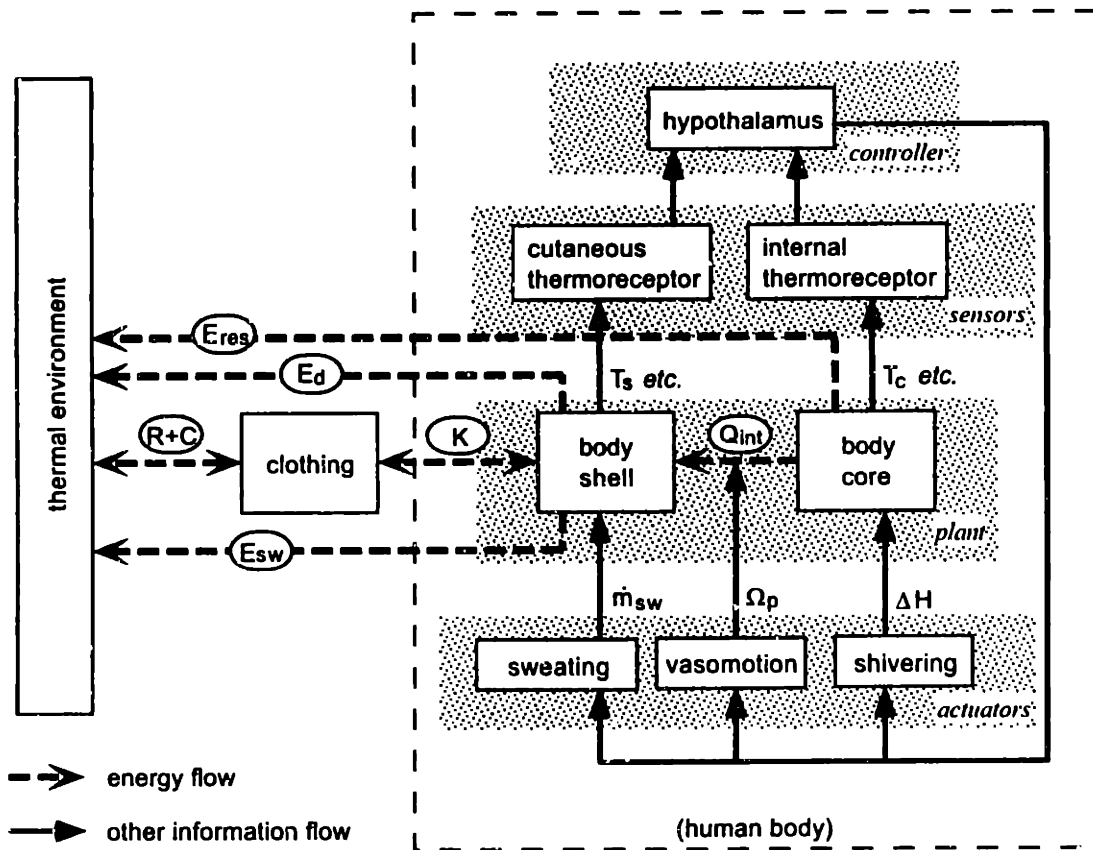 hypothalamus
controller
cutaneous
thermoreceptor
internal
thermoreceptor
sensors
thermal environment
Eres
Ed
Ts etc.
Tc etc.
R+C
clothing
K
body
shell
Qint
body
core
plant
Esw
ṁsw
Ωp
ΔH
sweating
vasomotion
shivering
actuators
energy flow
other information flow
(human body)